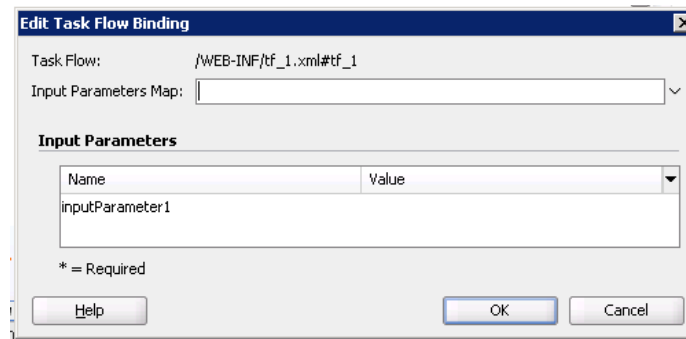 Edit Task Flow Binding
Task Flow: /WEB-INF/tf_1.xml#tf_1
Input Parameters Map:
Input Parameters
Name Value
inputParameter1
* = Required
Help OK Cancel